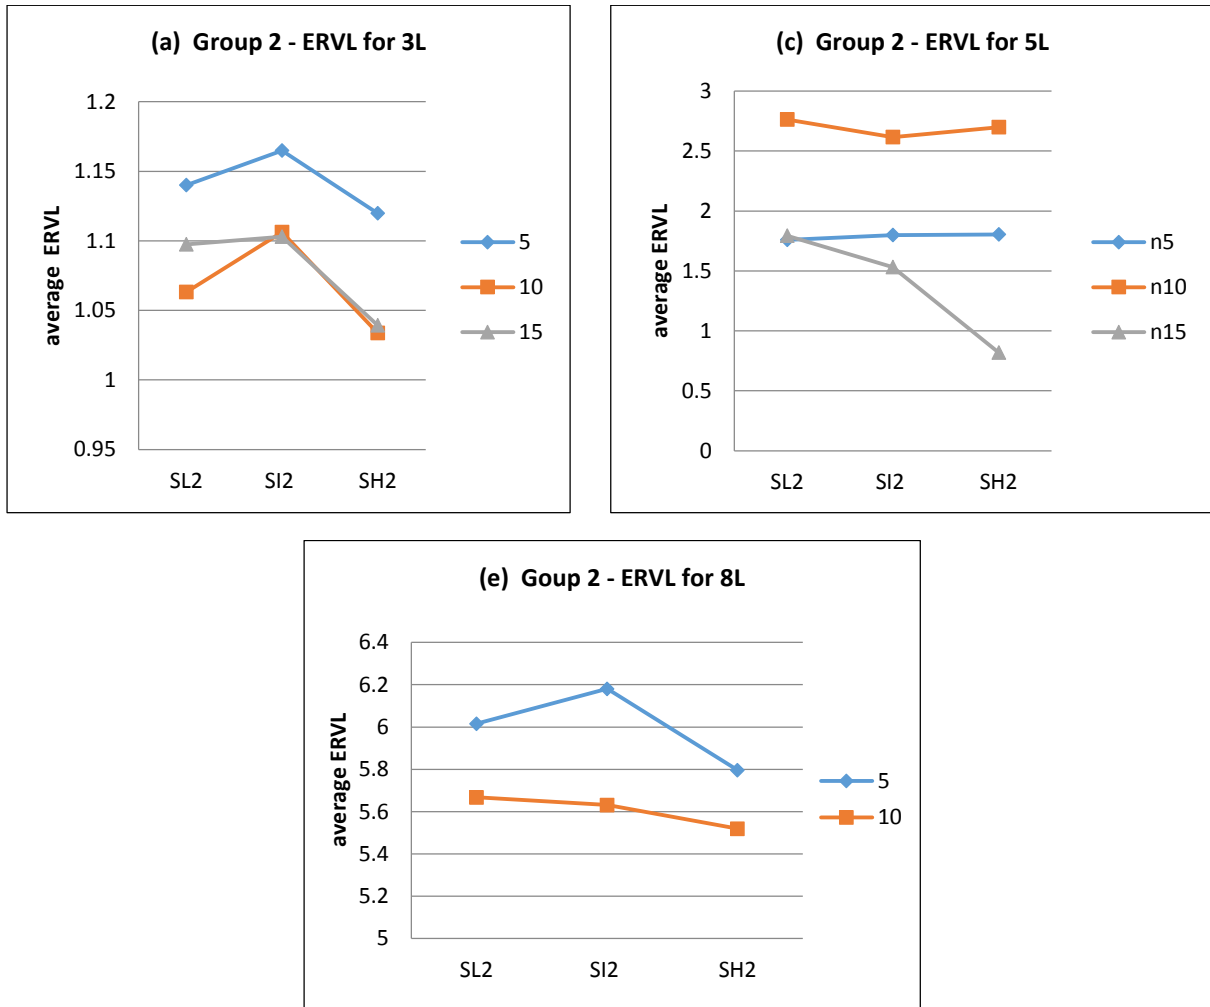 (a) Group 2 - ERVL for 3L
1.2
1.15
1.1
1.05
1
0.95
average ERVL
SL2 SI2 SH2
5
10
15
(c) Group 2 - ERVL for 5L
3
2.5
2
1.5
1
0.5
0
average ERVL
SL2 SI2 SH2
n5
n10
n15
(e) Goup 2 - ERVL for 8L
6.4
6.2
6
5.8
5.6
5.4
5.2
5
average ERVL
SL2 SI2 SH2
5
10